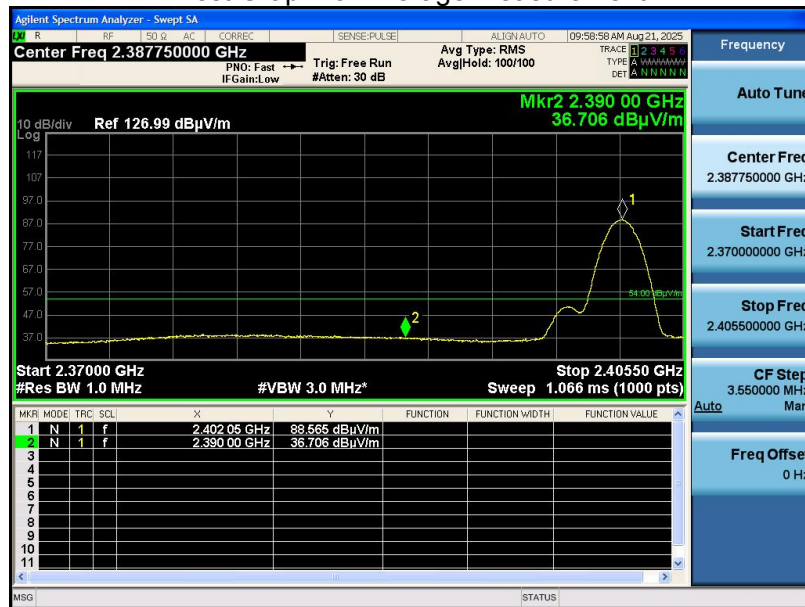 Agilent Spectrum Analyzer - Swept SA
LXI R RF 50 Ω AC CORREC SENSE:PULSE ALIGN AUTO 09:58:58 AM Aug 21, 2025
Center Freq 2.387750000 GHz
PNO: Fast
IFGain:Low
Trig: Free Run
#Atten: 30 dB
Avg Type: RMS
Avg|Hold: 100/100
TRACE 1 2 3 4 5 6
TYPE A WWWWW
DET A N N N N N
Mkr2 2.390 00 GHz
36.706 dBµV/m
10 dB/div Ref 126.99 dBµV/m
Log
117
107
97.0
87.0
77.0
67.0
57.0
47.0
37.0
1
2
54.00 dBµV/m
Start 2.37000 GHz Stop 2.40550 GHz
#Res BW 1.0 MHz #VBW 3.0 MHz* Sweep 1.066 ms (1000 pts)
MKR MODE TRC SCL X Y FUNCTION FUNCTION WIDTH FUNCTION VALUE
1 N 1 f 2.402 05 GHz 88.565 dBµV/m
2 N 1 f 2.390 00 GHz 36.706 dBµV/m
3
4
5
6
7
8
9
10
11
MSG STATUS
Frequency
Auto Tune
Center Freq
2.387750000 GHz
Start Freq
2.370000000 GHz
Stop Freq
2.405500000 GHz
CF Step
3.550000 MHz
Auto Man
Freq Offset
0 Hz